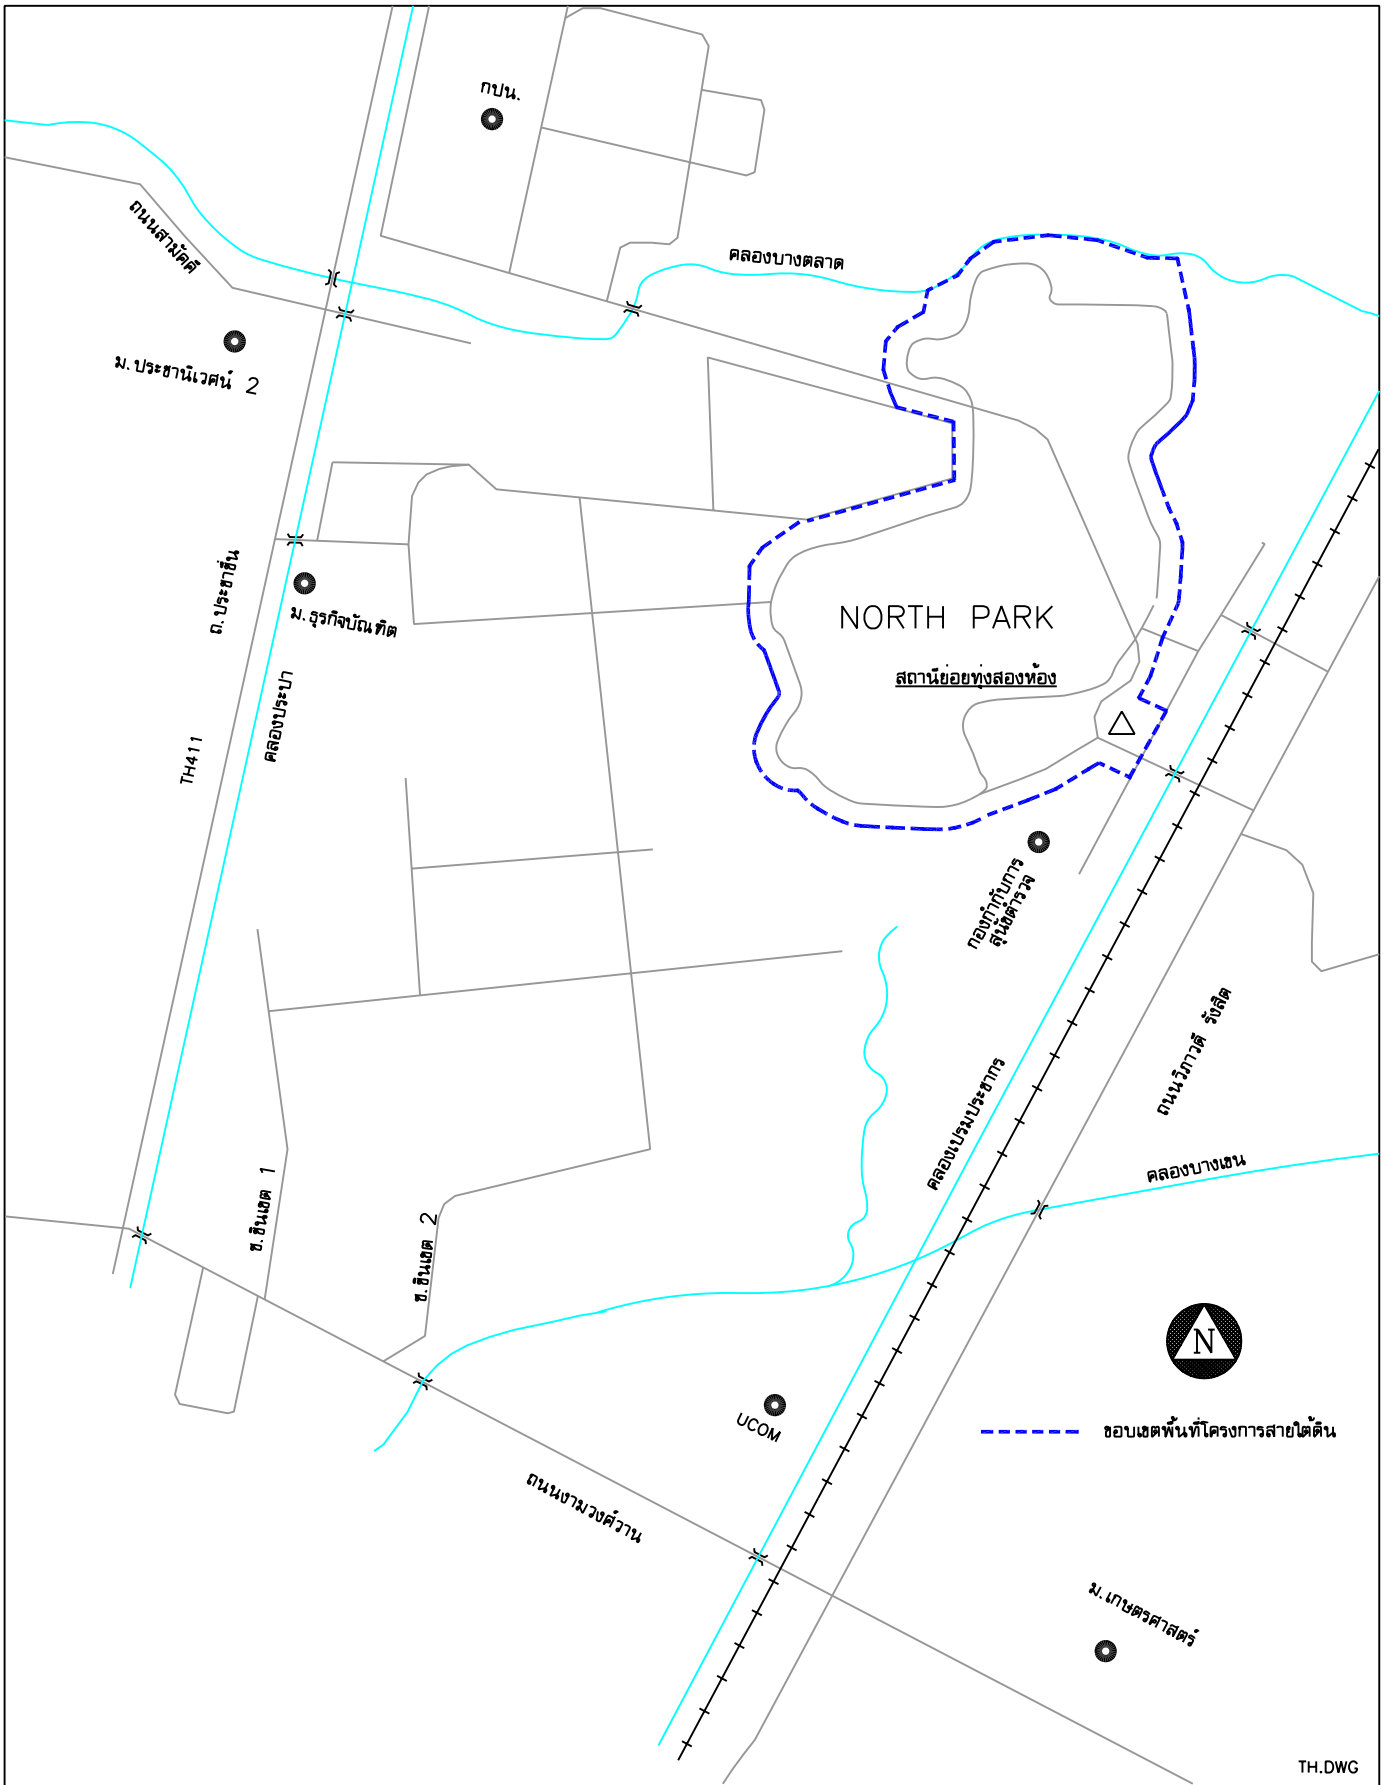 กปน.
ถนนสามัคคี
คลองบางตลาด
ม.ประชานิเวศน์ 2
ถ.ประชาชื่น
ม.ธุรกิจบัณฑิต
NORTH PARK
สถานีย่อยทุ่งสองห้อง
คลองประปา
TH411
กองกำกับการ
สุนัขตำรวจ
ถนนวิภาวดี รังสิต
คลองเปรมประชากร
คลองบางเขน
ซ.ชินเขต 1
ซ.ชินเขต 2
N
UCOM
ขอบเขตพื้นที่โครงการสายใต้ดิน
ถนนงามวงศ์วาน
ม.เกษตรศาสตร์
TH.DWG